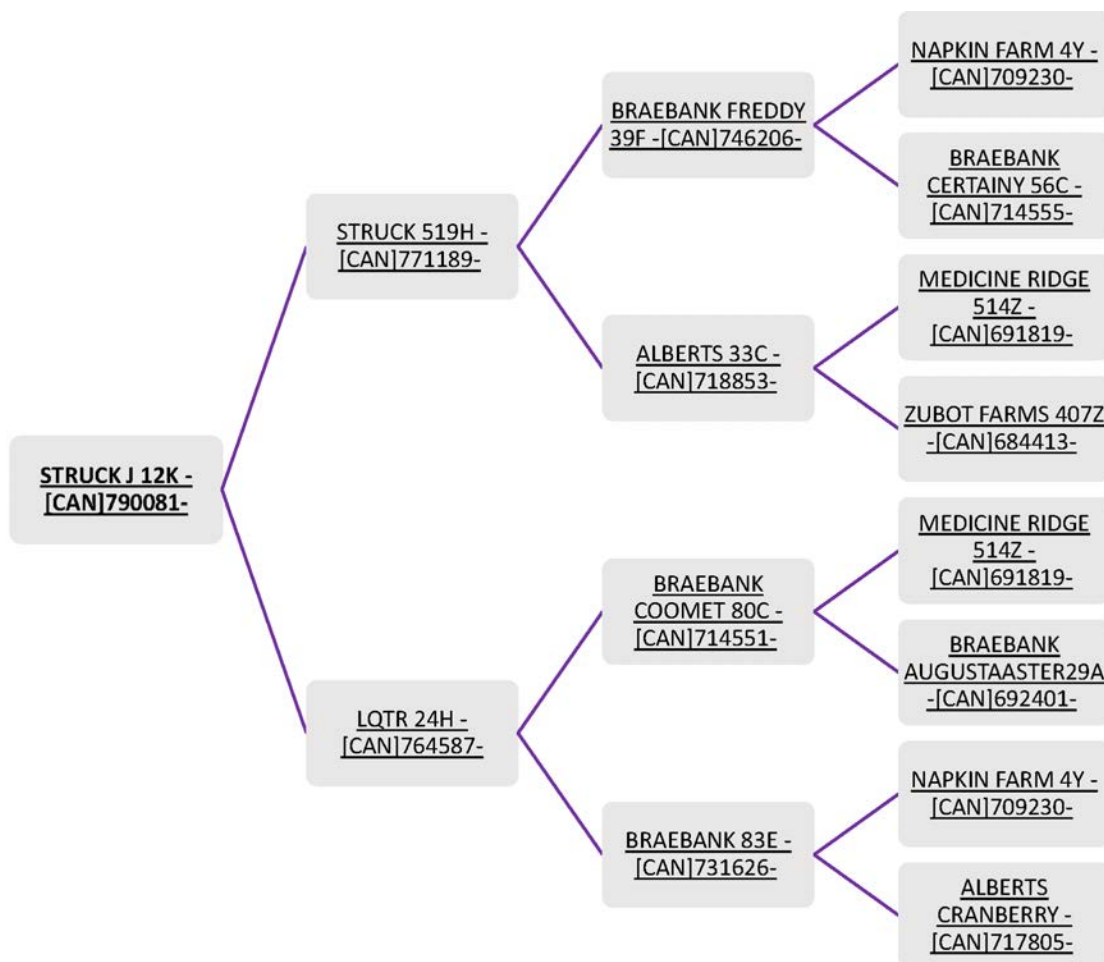 STRUCK J 12K -
[CAN]790081-
STRUCK 519H -
[CAN]771189-
LQTR 24H -
[CAN]764587-
BRAEBANK FREDDY
39F -[CAN]746206-
ALBERTS 33C -
[CAN]718853-
BRAEBANK
COOMET 80C -
[CAN]714551-
BRAEBANK 83E -
[CAN]731626-
NAPKIN FARM 4Y -
[CAN]709230-
BRAEBANK
CERTAINY 56C -
[CAN]714555-
MEDICINE RIDGE
514Z -
[CAN]691819-
ZUBOT FARMS 407Z
-[CAN]684413-
MEDICINE RIDGE
514Z -
[CAN]691819-
BRAEBANK
AUGUSTAASTER29A
-[CAN]692401-
NAPKIN FARM 4Y -
[CAN]709230-
ALBERTS
CRANBERRY -
[CAN]717805-